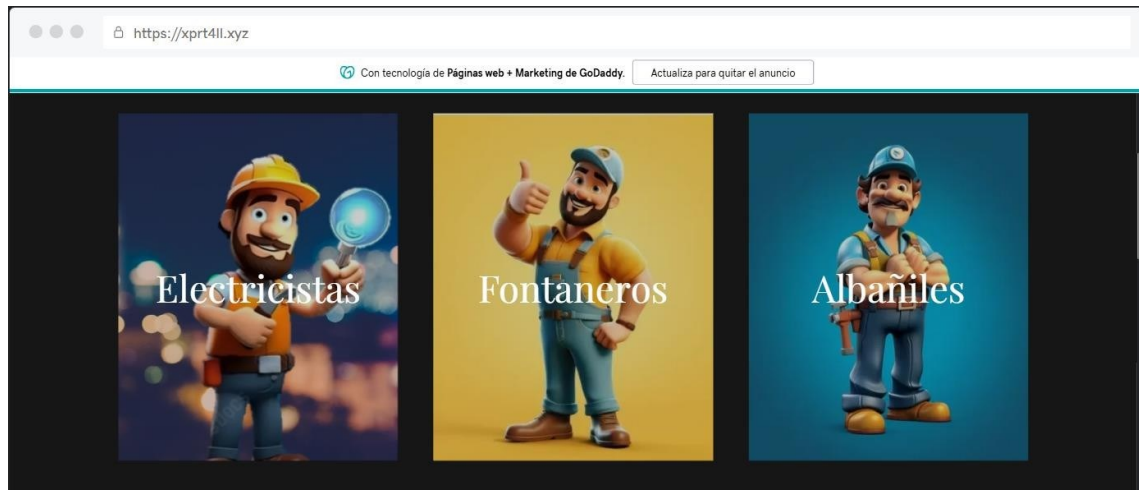 https://xprt4ll.xyz
Con tecnología de Páginas web + Marketing de GoDaddy.
Actualiza para quitar el anuncio
Electricistas
Fontaneros
Albañiles